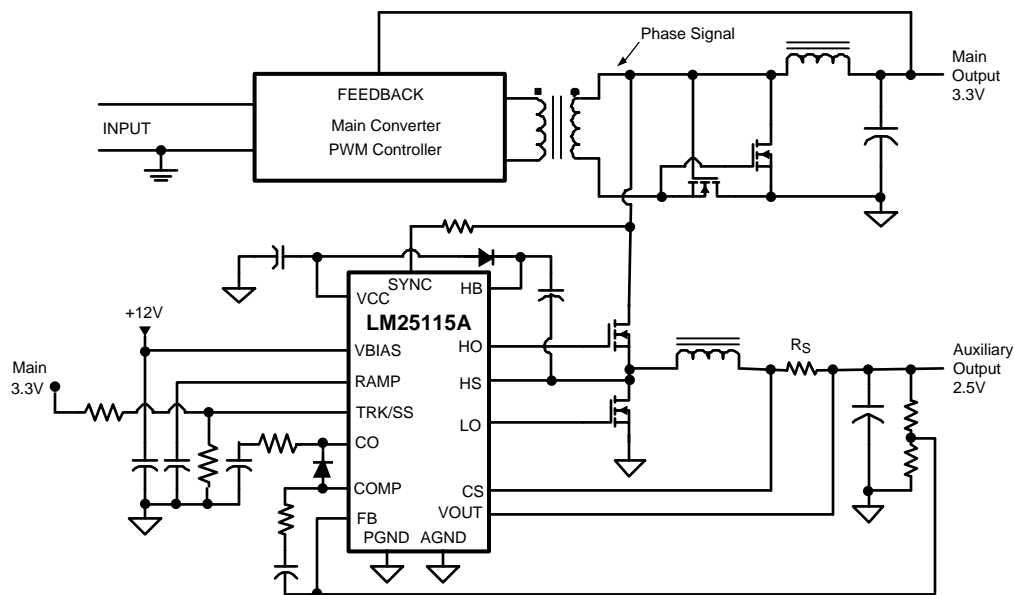 Phase Signal
Main
Output
3.3V
FEEDBACK
Main Converter
PWM Controller
INPUT
SYNC
VCC
HB
LM25115A
+12V
VBIAS
HO
Main
3.3V
RAMP
HS
TRK/SS
LO
RS
Auxiliary
Output
2.5V
CO
COMP
CS
VOUT
FB
PGND AGND